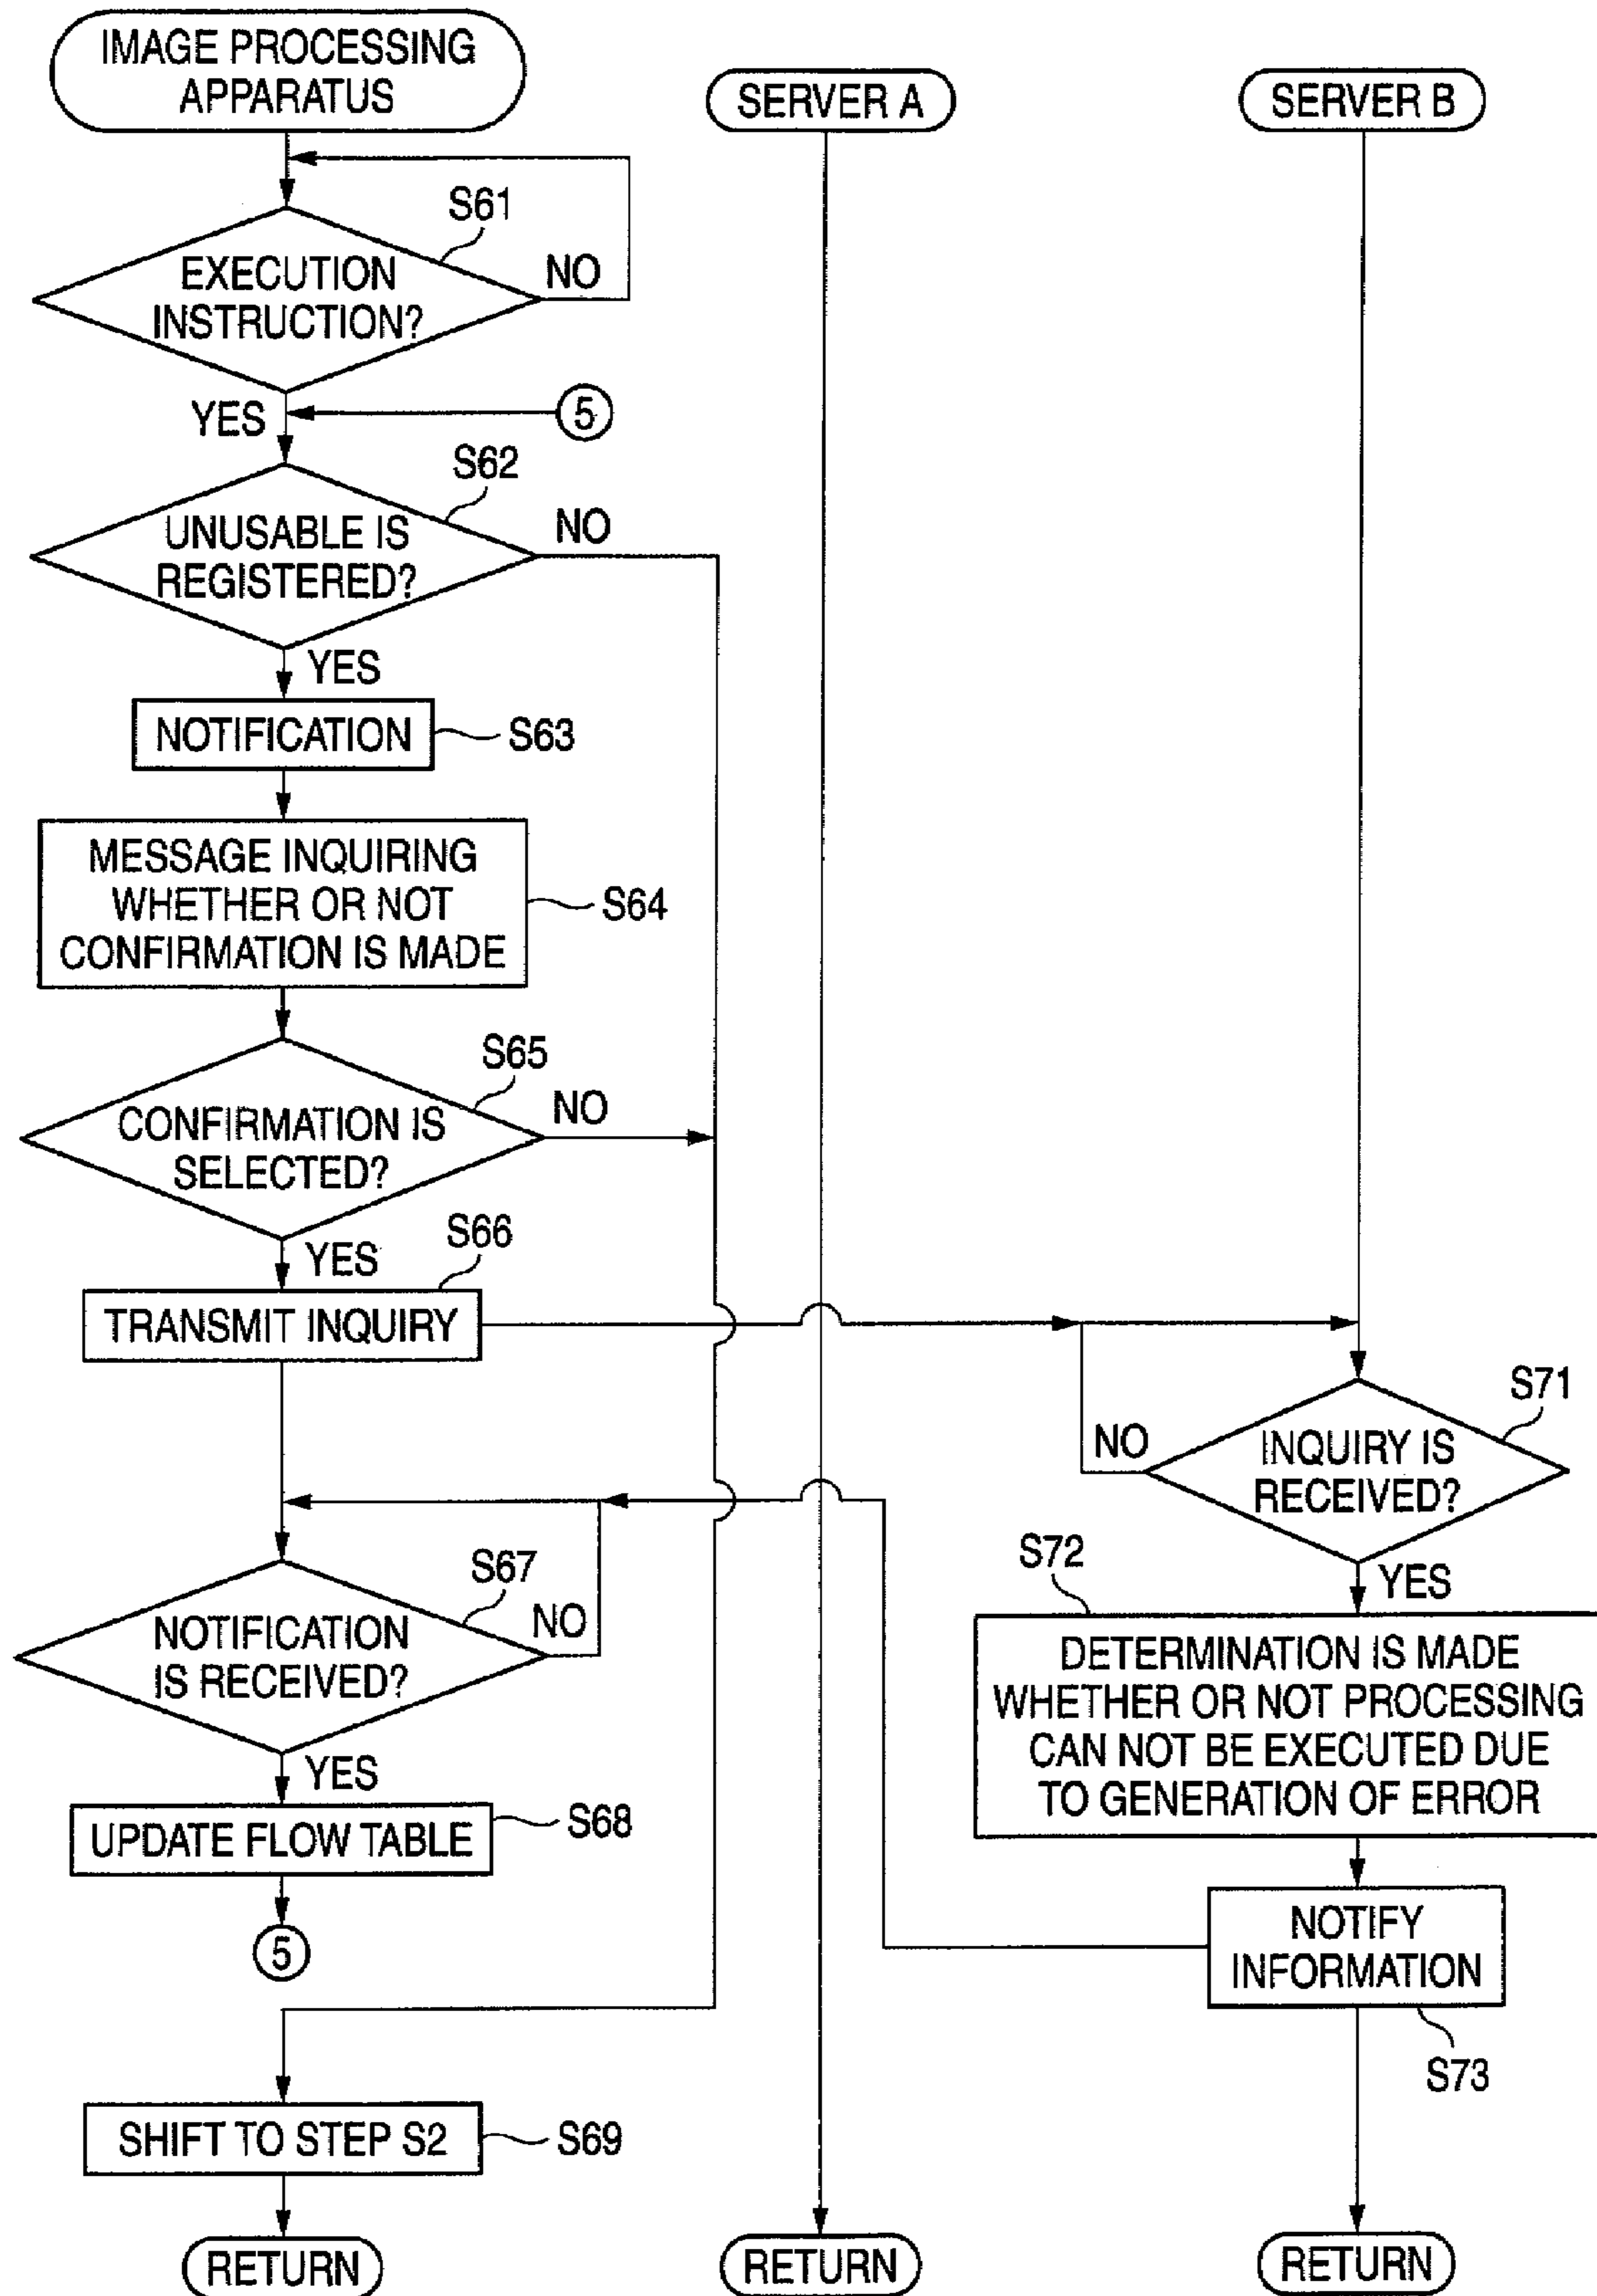 IMAGE PROCESSING
APPARATUS
SERVER A
SERVER B
S61
EXECUTION
INSTRUCTION?
NO
YES
5
S62
UNUSABLE IS
REGISTERED?
NO
YES
NOTIFICATION
S63
MESSAGE INQUIRING
WHETHER OR NOT
CONFIRMATION IS MADE
S64
S65
CONFIRMATION IS
SELECTED?
NO
YES
S66
TRANSMIT INQUIRY
S71
INQUIRY IS
RECEIVED?
NO
YES
S67
NOTIFICATION
IS RECEIVED?
NO
YES
S72
DETERMINATION IS MADE
WHETHER OR NOT PROCESSING
CAN NOT BE EXECUTED DUE
TO GENERATION OF ERROR
UPDATE FLOW TABLE
S68
5
NOTIFY
INFORMATION
S73
SHIFT TO STEP S2
S69
RETURN
RETURN
RETURN